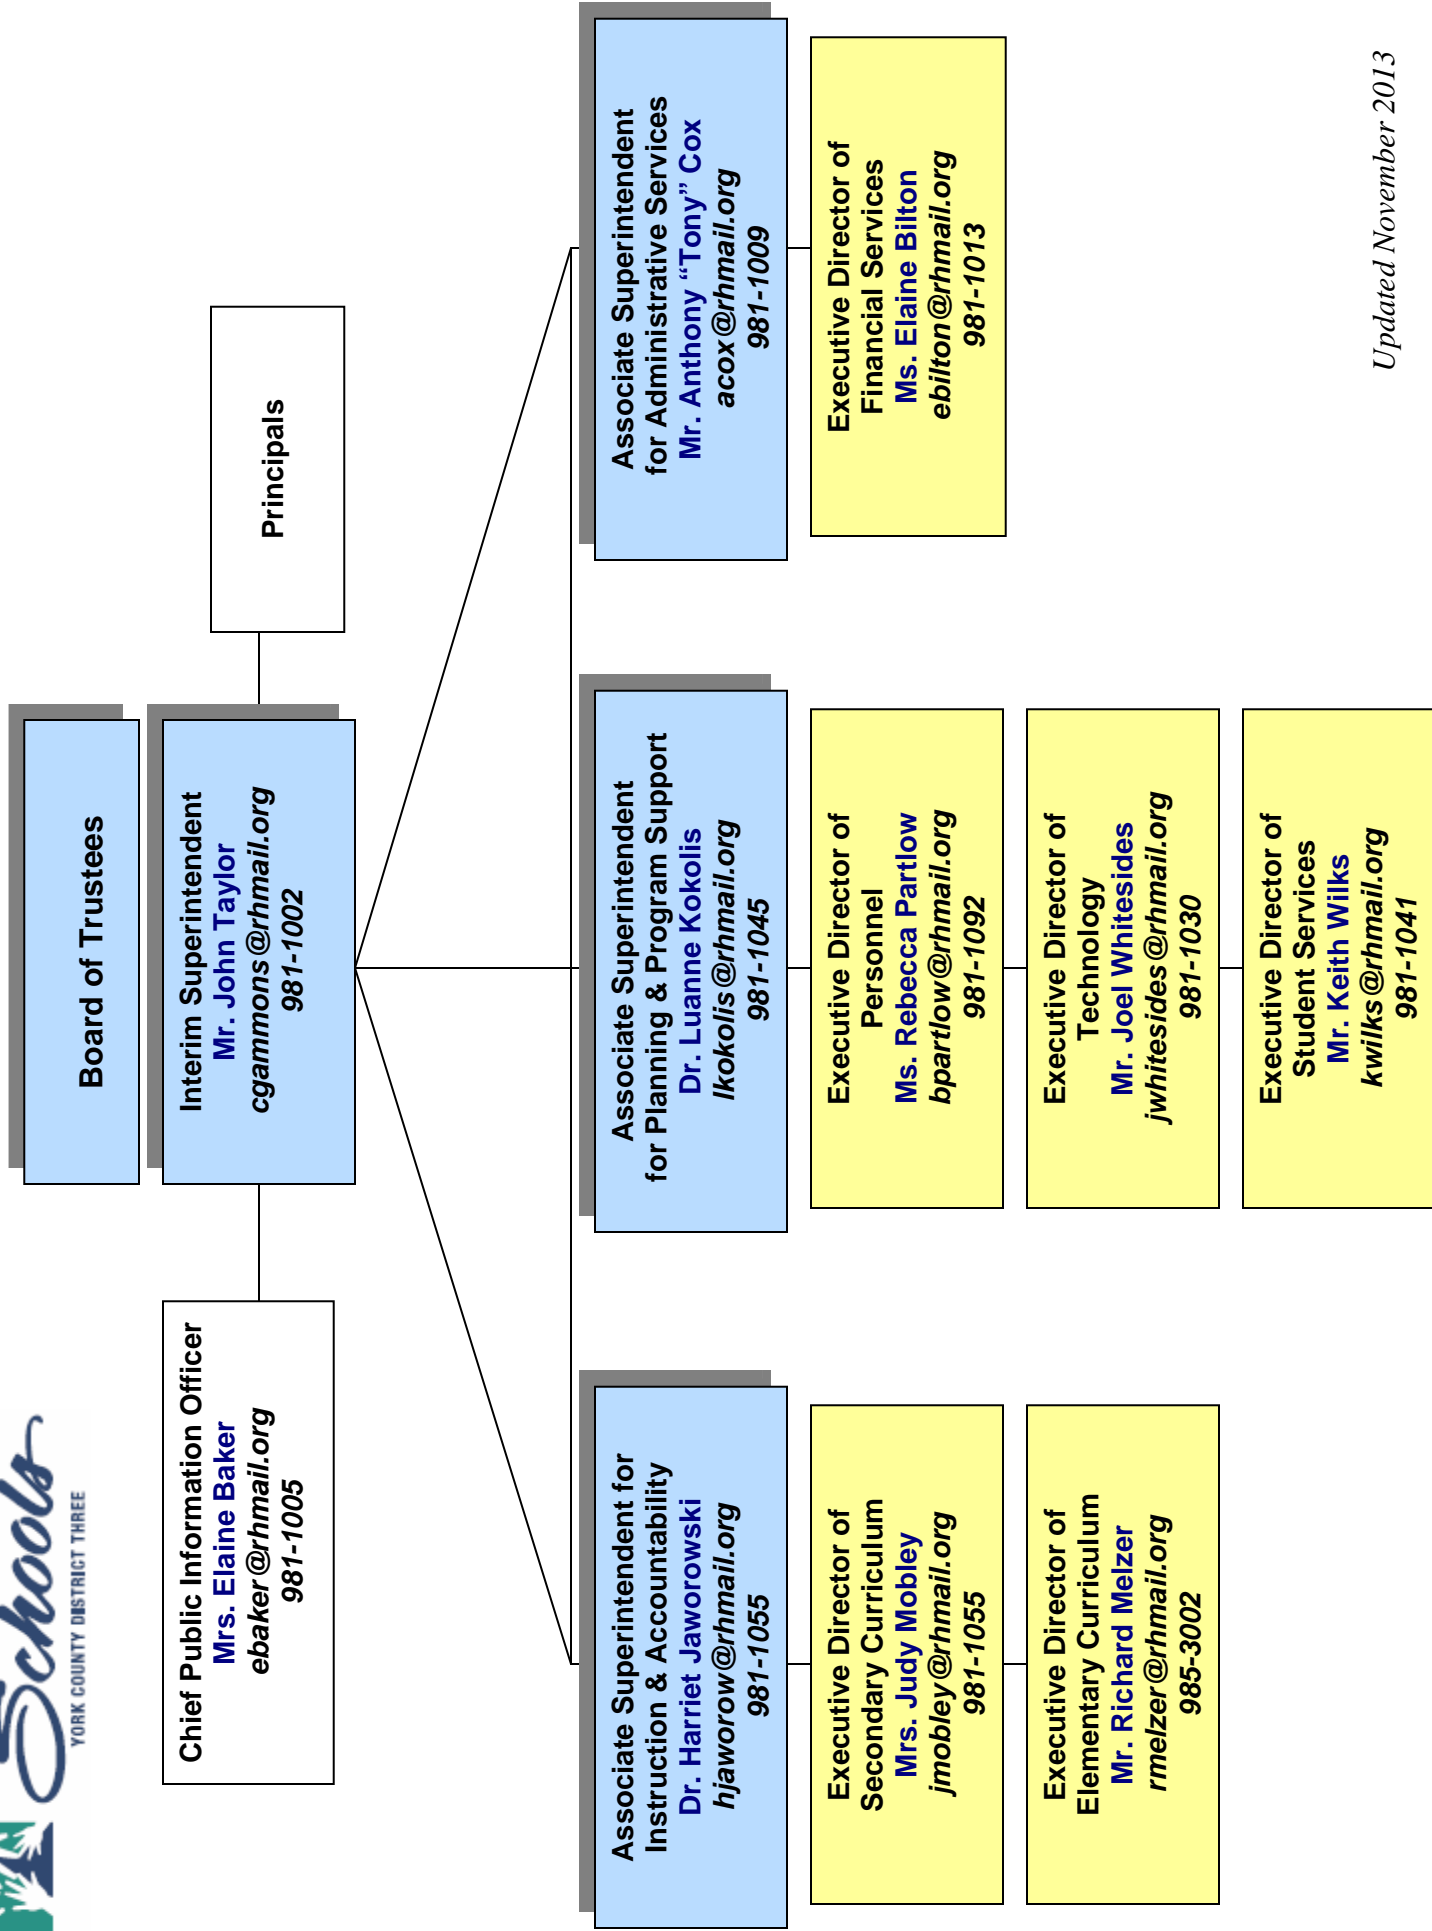 Schools
YORK COUNTY DISTRICT THREE
Board of Trustees
Chief Public Information Officer
Mrs. Elaine Baker
ebaker@rhmail.org
981-1005
Interim Superintendent
Mr. John Taylor
cgammons@rhmail.org
981-1002
Principals
Associate Superintendent for
Instruction & Accountability
Dr. Harriet Jaworowski
hjaworow@rhmail.org
981-1055
Executive Director of
Secondary Curriculum
Mrs. Judy Mobley
jmobley@rhmail.org
981-1055
Executive Director of
Elementary Curriculum
Mr. Richard Melzer
rmelzer@rhmail.org
985-3002
Associate Superintendent
for Planning & Program Support
Dr. Luanne Kokolis
lkokolis@rhmail.org
981-1045
Executive Director of
Personnel
Ms. Rebecca Partlow
bpartlow@rhmail.org
981-1092
Executive Director of
Technology
Mr. Joel Whitesides
jwhitesides@rhmail.org
981-1030
Executive Director of
Student Services
Mr. Keith Wilks
kwilks@rhmail.org
981-1041
Associate Superintendent
for Administrative Services
Mr. Anthony “Tony” Cox
acox@rhmail.org
981-1009
Executive Director of
Financial Services
Ms. Elaine Bilton
ebilton@rhmail.org
981-1013
Updated November 2013